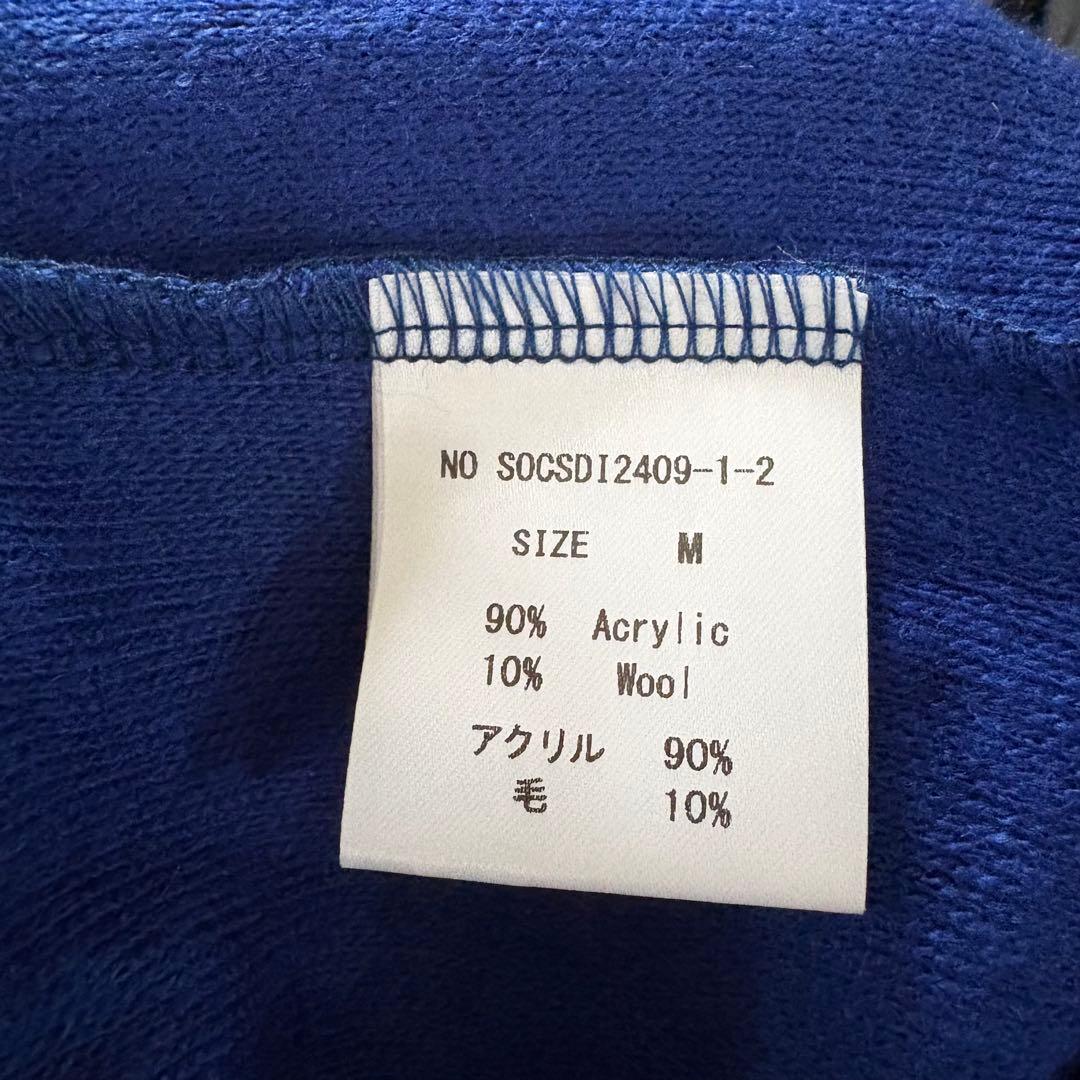 NO SOCSDI2409-1-2
SIZE M
90% Acrylic
10% Wool
アクリル 90%
毛 10%